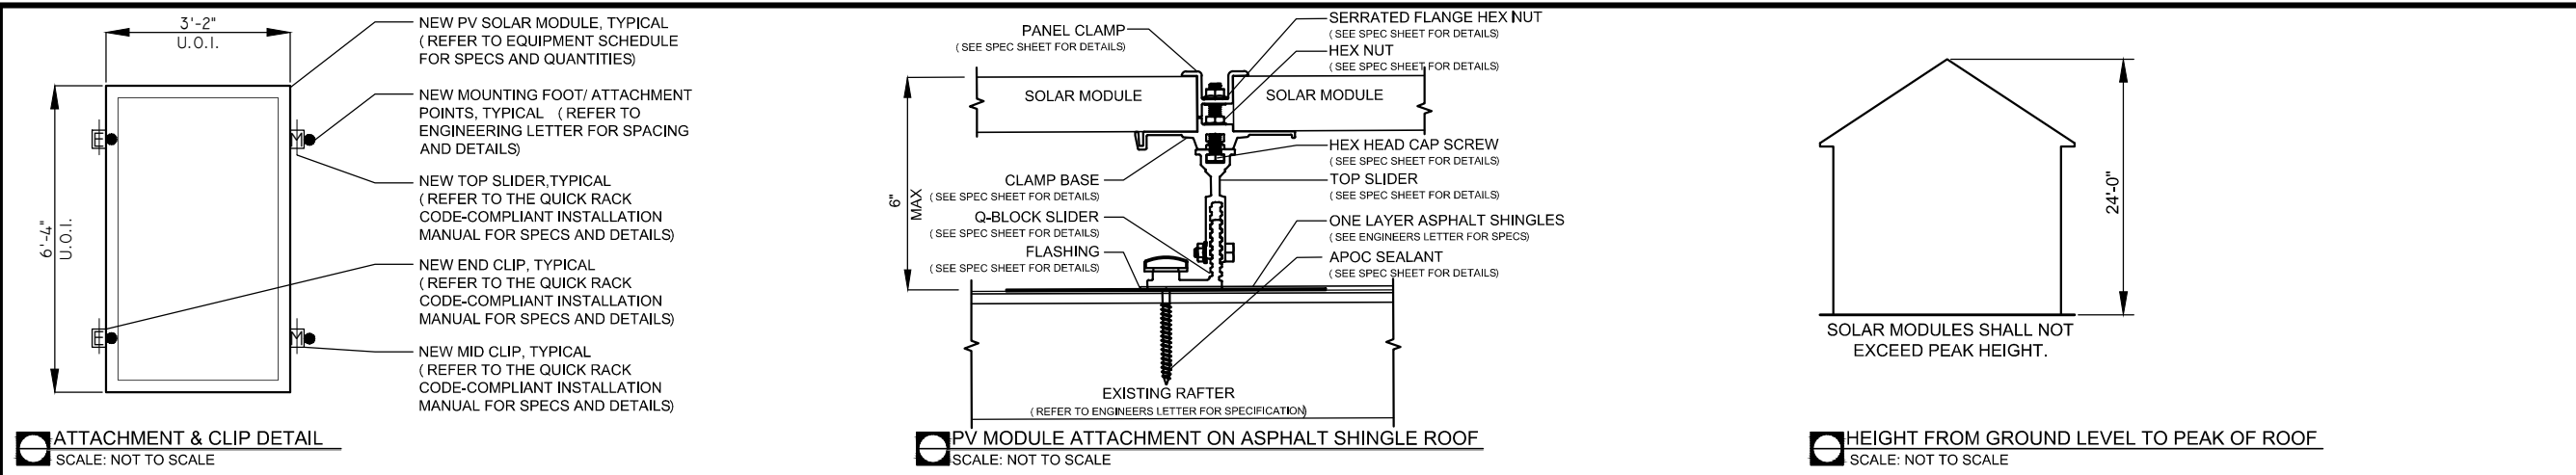 3'-2"
U.O.I.
6'-4"
U.O.I.
E
E
M
M
NEW PV SOLAR MODULE, TYPICAL
( REFER TO EQUIPMENT SCHEDULE
FOR SPECS AND QUANTITIES)
NEW MOUNTING FOOT/ ATTACHMENT
POINTS, TYPICAL ( REFER TO
ENGINEERING LETTER FOR SPACING
AND DETAILS)
NEW TOP SLIDER,TYPICAL
( REFER TO THE QUICK RACK
CODE-COMPLIANT INSTALLATION
MANUAL FOR SPECS AND DETAILS)
NEW END CLIP, TYPICAL
( REFER TO THE QUICK RACK
CODE-COMPLIANT INSTALLATION
MANUAL FOR SPECS AND DETAILS)
NEW MID CLIP, TYPICAL
( REFER TO THE QUICK RACK
CODE-COMPLIANT INSTALLATION
MANUAL FOR SPECS AND DETAILS)
ATTACHMENT & CLIP DETAIL
SCALE: NOT TO SCALE
PANEL CLAMP
( SEE SPEC SHEET FOR DETAILS)
SOLAR MODULE
6"
MAX
CLAMP BASE
( SEE SPEC SHEET FOR DETAILS)
Q-BLOCK SLIDER
( SEE SPEC SHEET FOR DETAILS)
FLASHING
( SEE SPEC SHEET FOR DETAILS)
SERRATED FLANGE HEX NUT
( SEE SPEC SHEET FOR DETAILS)
HEX NUT
( SEE SPEC SHEET FOR DETAILS)
SOLAR MODULE
HEX HEAD CAP SCREW
( SEE SPEC SHEET FOR DETAILS)
TOP SLIDER
( SEE SPEC SHEET FOR DETAILS)
ONE LAYER ASPHALT SHINGLES
( SEE ENGINEERS LETTER FOR SPECS)
APOC SEALANT
( SEE SPEC SHEET FOR DETAILS)
EXISTING RAFTER
( REFER TO ENGINEERS LETTER FOR SPECIFICATION)
PV MODULE ATTACHMENT ON ASPHALT SHINGLE ROOF
SCALE: NOT TO SCALE
24'-0"
SOLAR MODULES SHALL NOT
EXCEED PEAK HEIGHT.
HEIGHT FROM GROUND LEVEL TO PEAK OF ROOF
SCALE: NOT TO SCALE